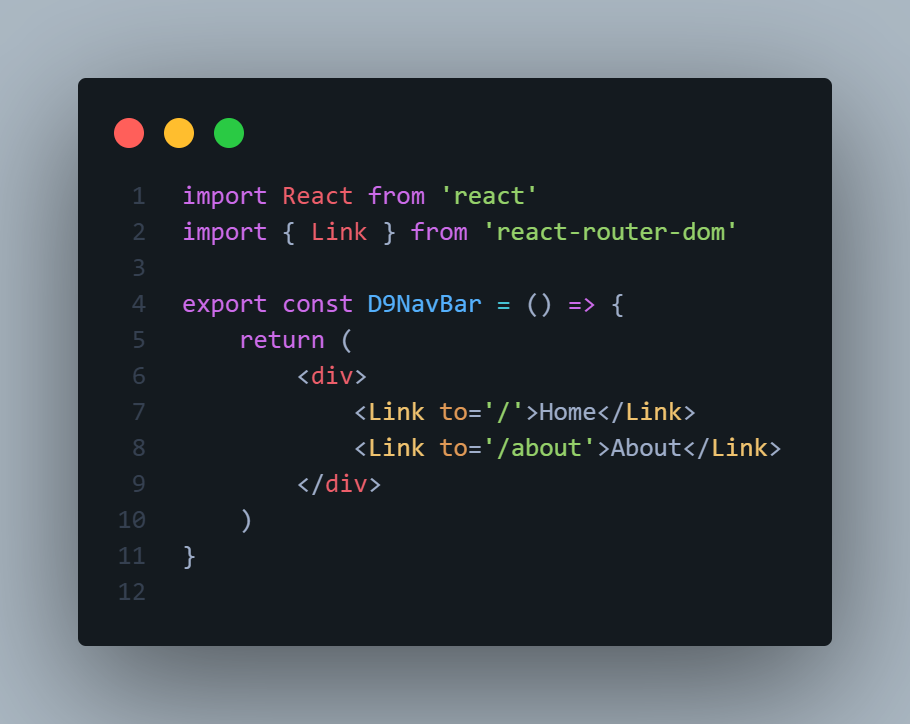 1 import React from 'react'
2 import { Link } from 'react-router-dom'
3
4 export const D9NavBar = () => {
5     return (
6         <div>
7             <Link to='/'>Home</Link>
8             <Link to='/about'>About</Link>
9         </div>
10     )
11 }
12